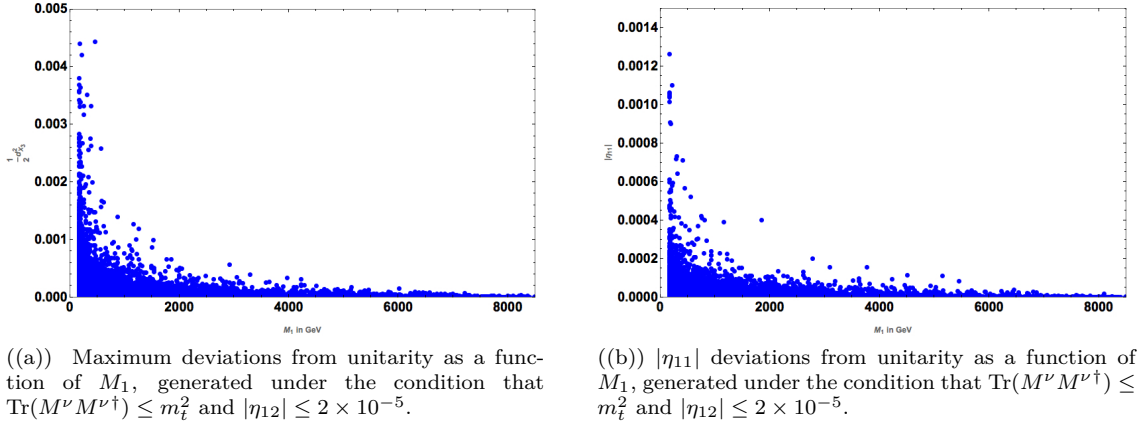 0.005
0.004
0.003
0.002
0.001
0.000
0
2000
4000
6000
8000
M₁ in GeV
0.0014
0.0012
0.0010
0.0008
0.0006
0.0004
0.0002
0.0000
|η₁₁|
0
2000
4000
6000
8000
M₁ in GeV
((a)) Maximum deviations from unitarity as a func-
tion of M₁, generated under the condition that
Tr(M^ν M^ν†) ≤ m_t² and |η₁₂| ≤ 2 × 10⁻⁵.
((b)) |η₁₁| deviations from unitarity as a function of
M₁, generated under the condition that Tr(M^ν M^ν†) ≤
m_t² and |η₁₂| ≤ 2 × 10⁻⁵.